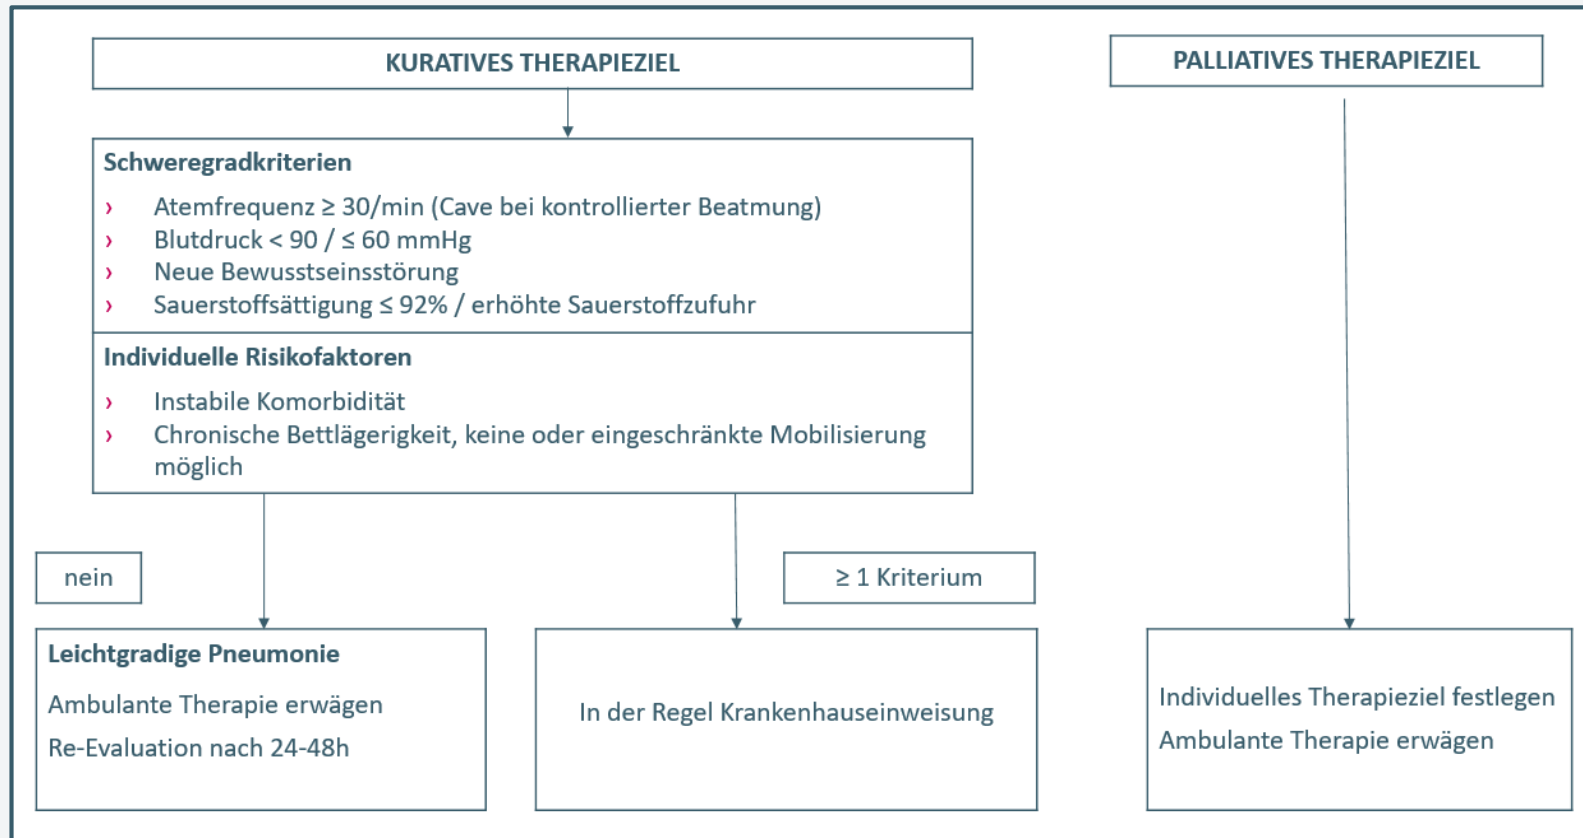 KURATIVES THERAPIEZIEL
Schweregradkriterien
› Atemfrequenz ≥ 30/min (Cave bei kontrollierter Beatmung)
› Blutdruck < 90 / ≤ 60 mmHg
› Neue Bewusstseinsstörung
› Sauerstoffsättigung ≤ 92% / erhöhte Sauerstoffzufuhr
Individuelle Risikofaktoren
› Instabile Komorbidität
› Chronische Bettlägerigkeit, keine oder eingeschränkte Mobilisierung
möglich
nein
≥ 1 Kriterium
Leichtgradige Pneumonie
Ambulante Therapie erwägen
Re-Evaluation nach 24-48h
In der Regel Krankenhauseinweisung
PALLIATIVES THERAPIEZIEL
Individuelles Therapieziel festlegen
Ambulante Therapie erwägen